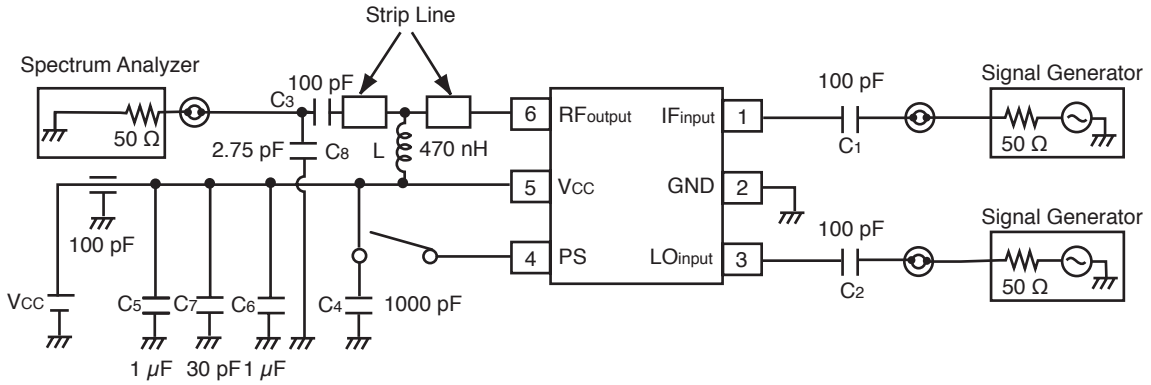 Strip Line
Spectrum Analyzer
50 Ω
C3
100 pF
2.75 pF
C8
L
470 nH
100 pF
VCC
C5
1 µF
C7
30 pF
C6
1 µF
C4
1000 pF
6
RFoutput
5
VCC
4
PS
IFinput
1
GND
2
LOinput
3
100 pF
C1
Signal Generator
50 Ω
100 pF
C2
Signal Generator
50 Ω